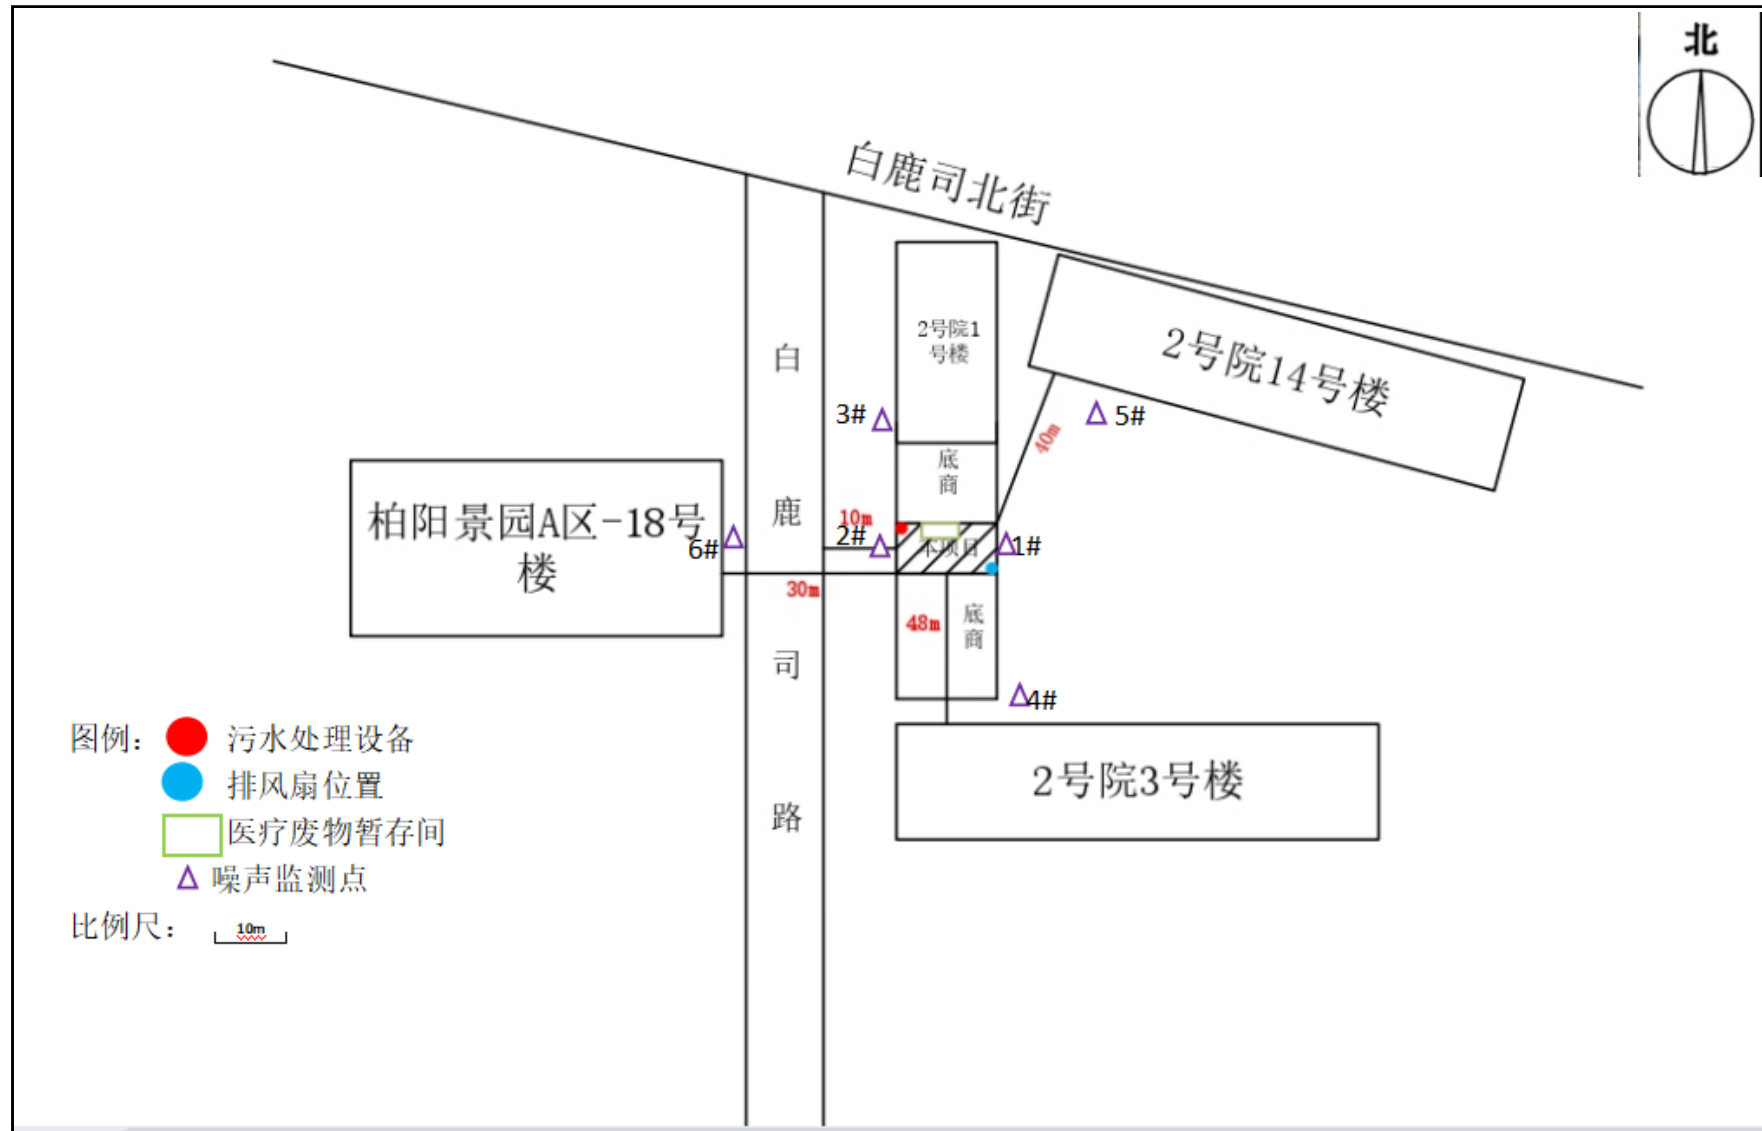 北
白鹿司北街
2号院1
号楼
2号院14号楼
3#
5#
40m
底
商
柏阳景园A区-18号
楼
白
鹿
司
路
10m
2#
6#
本项目
1#
30m
48m
底
商
4#
2号院3号楼
图例：
污水处理设备
排风扇位置
医疗废物暂存间
噪声监测点
比例尺：
10m